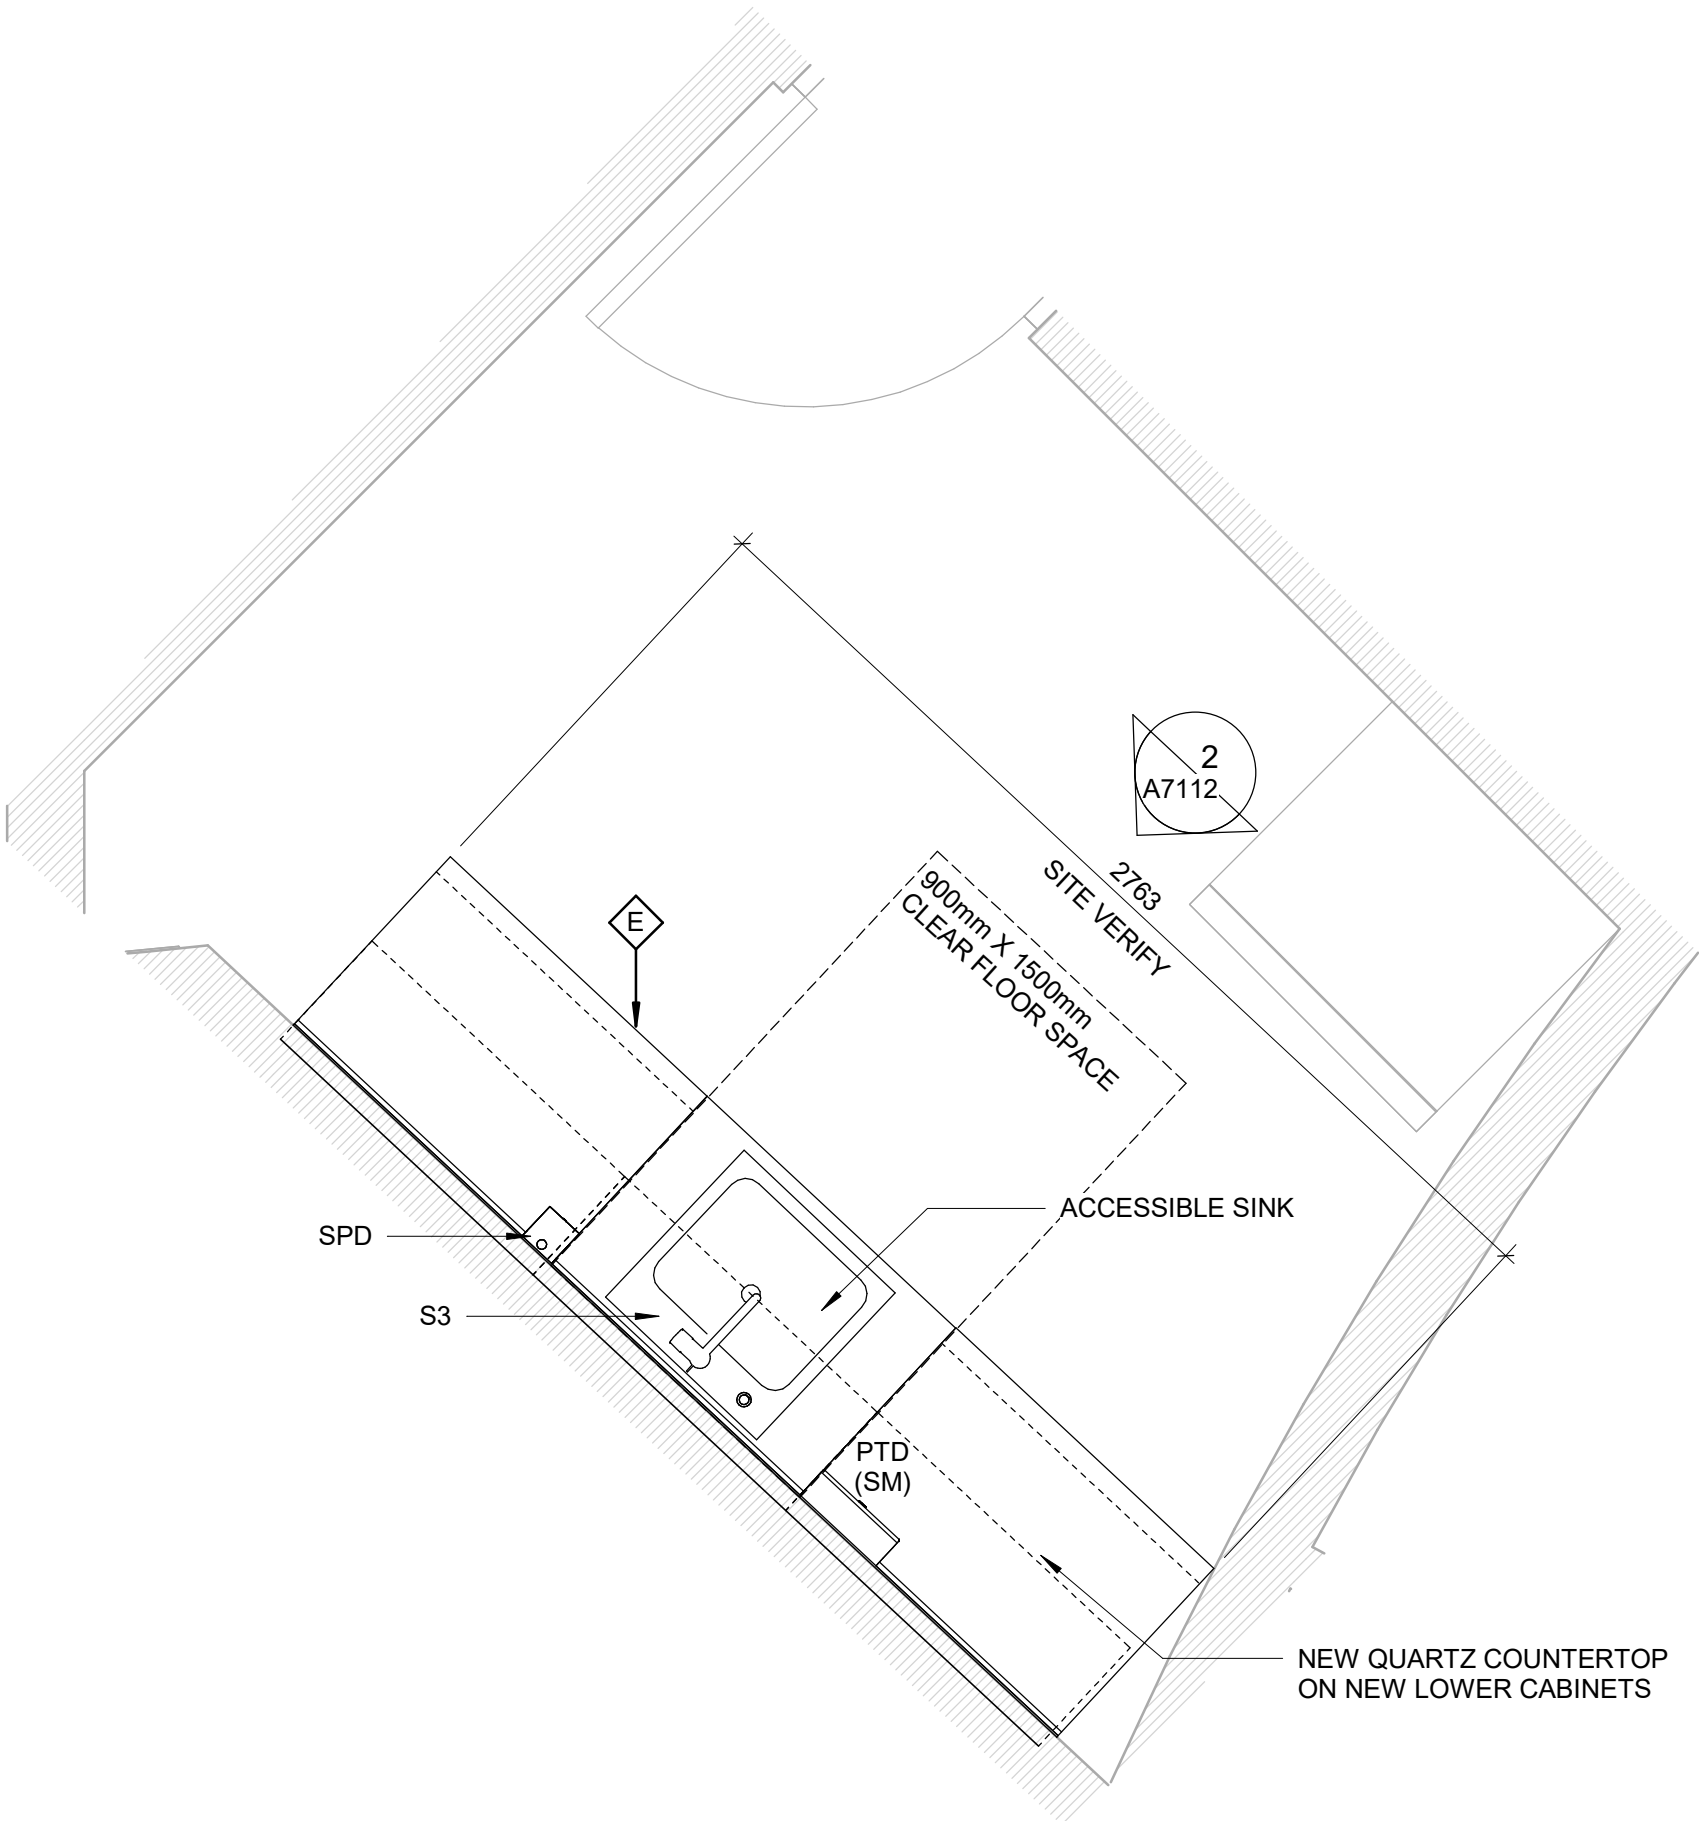 2
A7112
2763
SITE VERIFY
900mm X 1500mm
CLEAR FLOOR SPACE
E
ACCESSIBLE SINK
SPD
S3
PTD
(SM)
NEW QUARTZ COUNTERTOP
ON NEW LOWER CABINETS